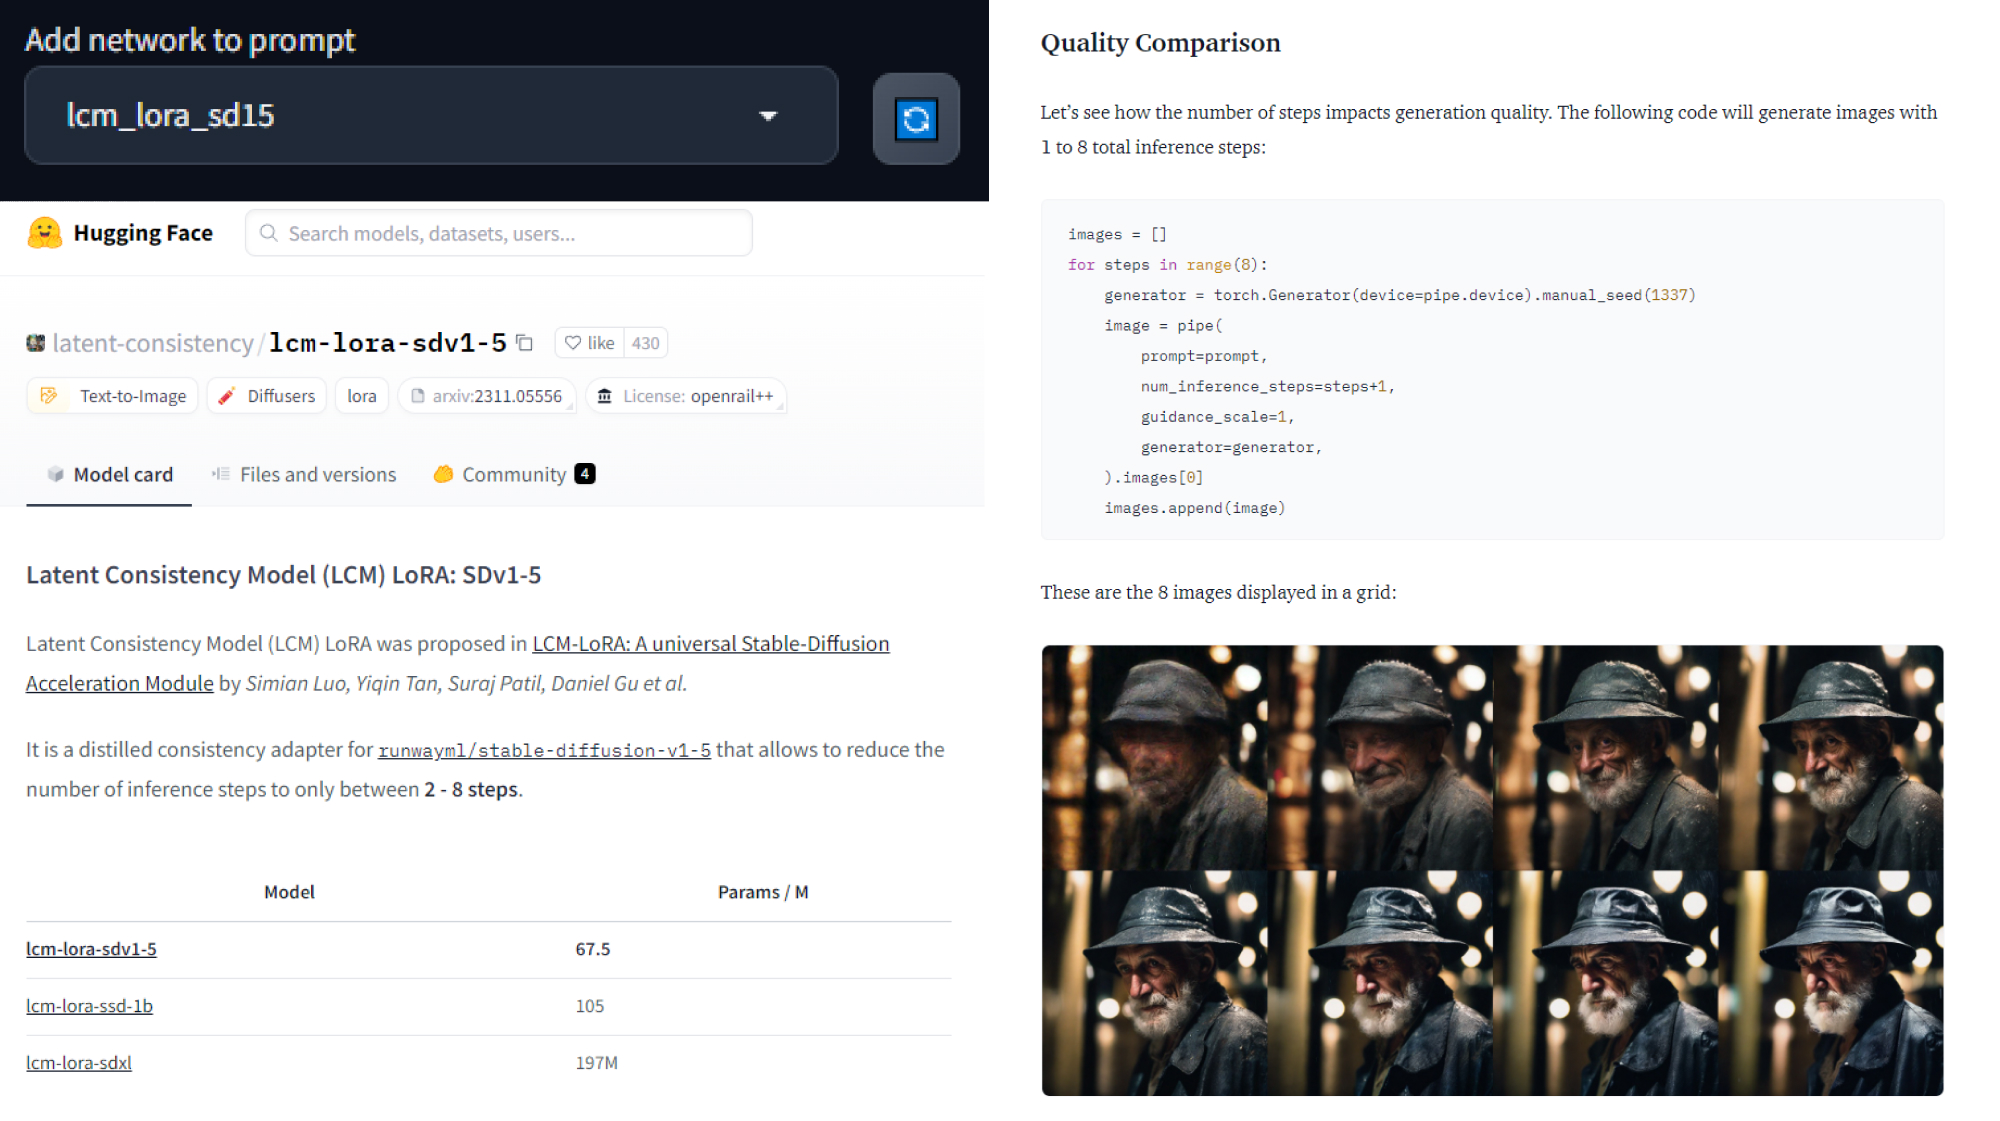 Add network to prompt
lcm_lora_sd15
Hugging Face
Search models, datasets, users...
latent-consistency/lcm-lora-sdv1-5
like 430
Text-to-Image Diffusers lora arxiv:2311.05556 License: openrail++
Model card Files and versions Community 4
Latent Consistency Model (LCM) LoRA: SDv1-5
Latent Consistency Model (LCM) LoRA was proposed in LCM-LoRA: A universal Stable-Diffusion
Acceleration Module by Simian Luo, Yiqin Tan, Suraj Patil, Daniel Gu et al.
It is a distilled consistency adapter for runwayml/stable-diffusion-v1-5 that allows to reduce the
number of inference steps to only between 2 - 8 steps.
Model Params / M
lcm-lora-sdv1-5 67.5
lcm-lora-ssd-1b 105
lcm-lora-sdxl 197M
Quality Comparison
Let's see how the number of steps impacts generation quality. The following code will generate images with
1 to 8 total inference steps:
images = []
for steps in range(8):
    generator = torch.Generator(device=pipe.device).manual_seed(1337)
    image = pipe(
        prompt=prompt,
        num_inference_steps=steps+1,
        guidance_scale=1,
        generator=generator,
    ).images[0]
    images.append(image)
These are the 8 images displayed in a grid: